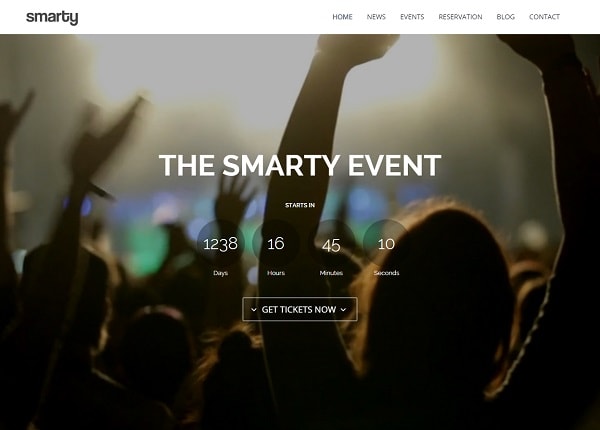 smarty
HOME NEWS EVENTS RESERVATION BLOG CONTACT
THE SMARTY EVENT
STARTS IN
1238 16 45 10
Days Hours Minutes Seconds
GET TICKETS NOW